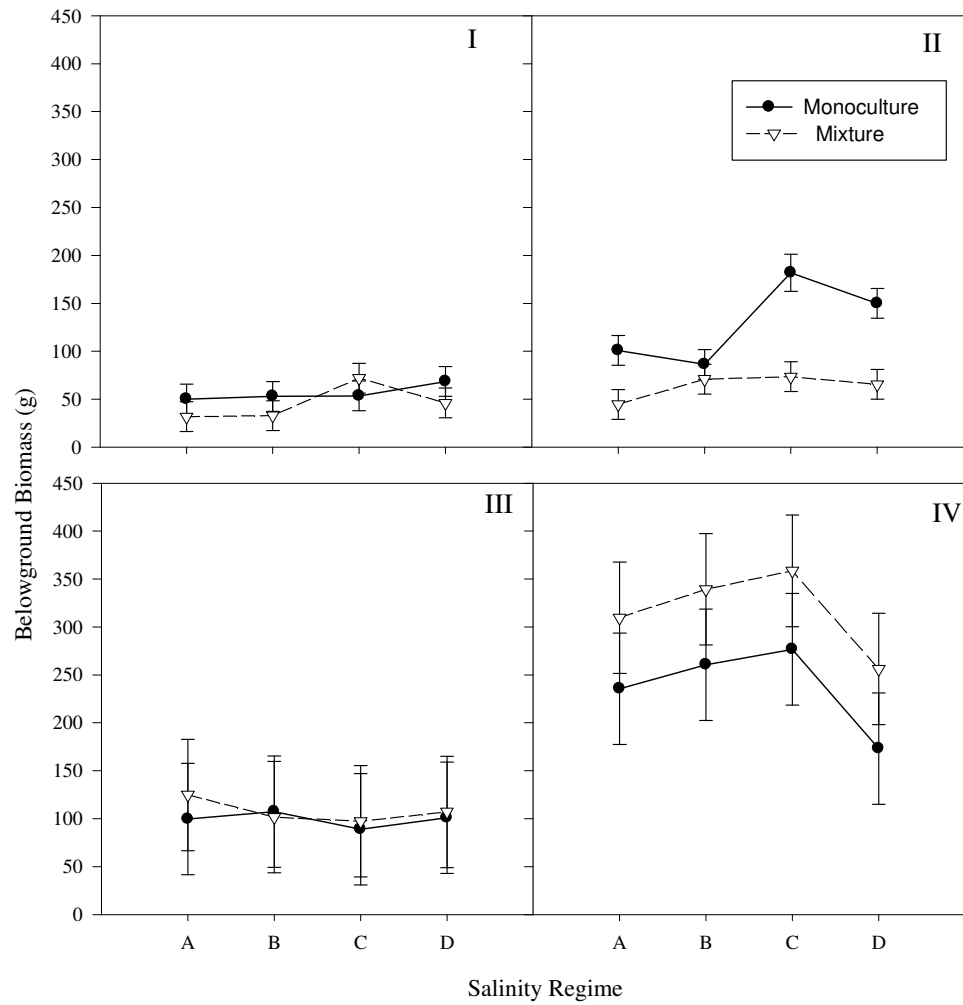 450
400
350
300
250
200
150
100
50
0
I
II
Monoculture
Mixture
450
400
350
300
250
200
150
100
50
0
III
IV
A B C D A B C D
Belowground Biomass (g)
Salinity Regime